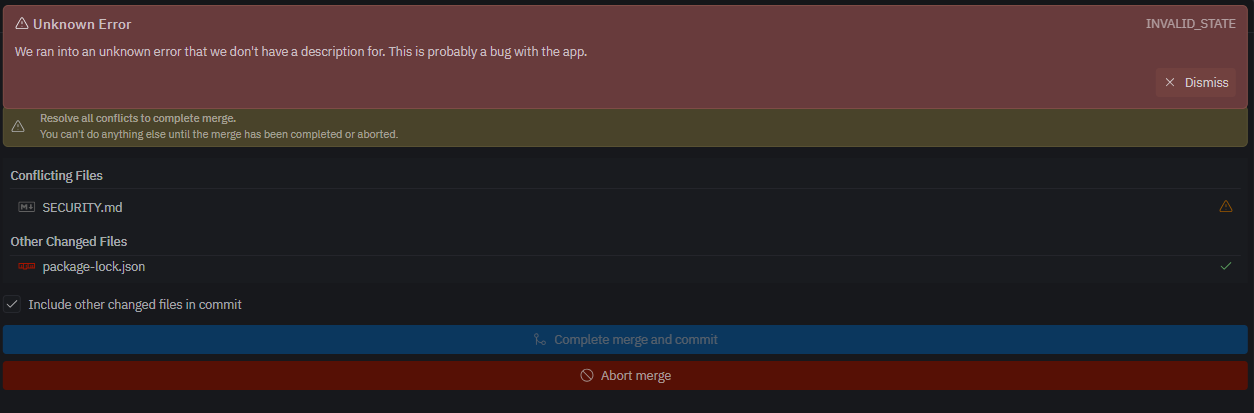 Unknown Error
INVALID_STATE
We ran into an unknown error that we don't have a description for. This is probably a bug with the app.
Dismiss
Resolve all conflicts to complete merge.
You can't do anything else until the merge has been completed or aborted.
Conflicting Files
SECURITY.md
Other Changed Files
package-lock.json
Include other changed files in commit
Complete merge and commit
Abort merge